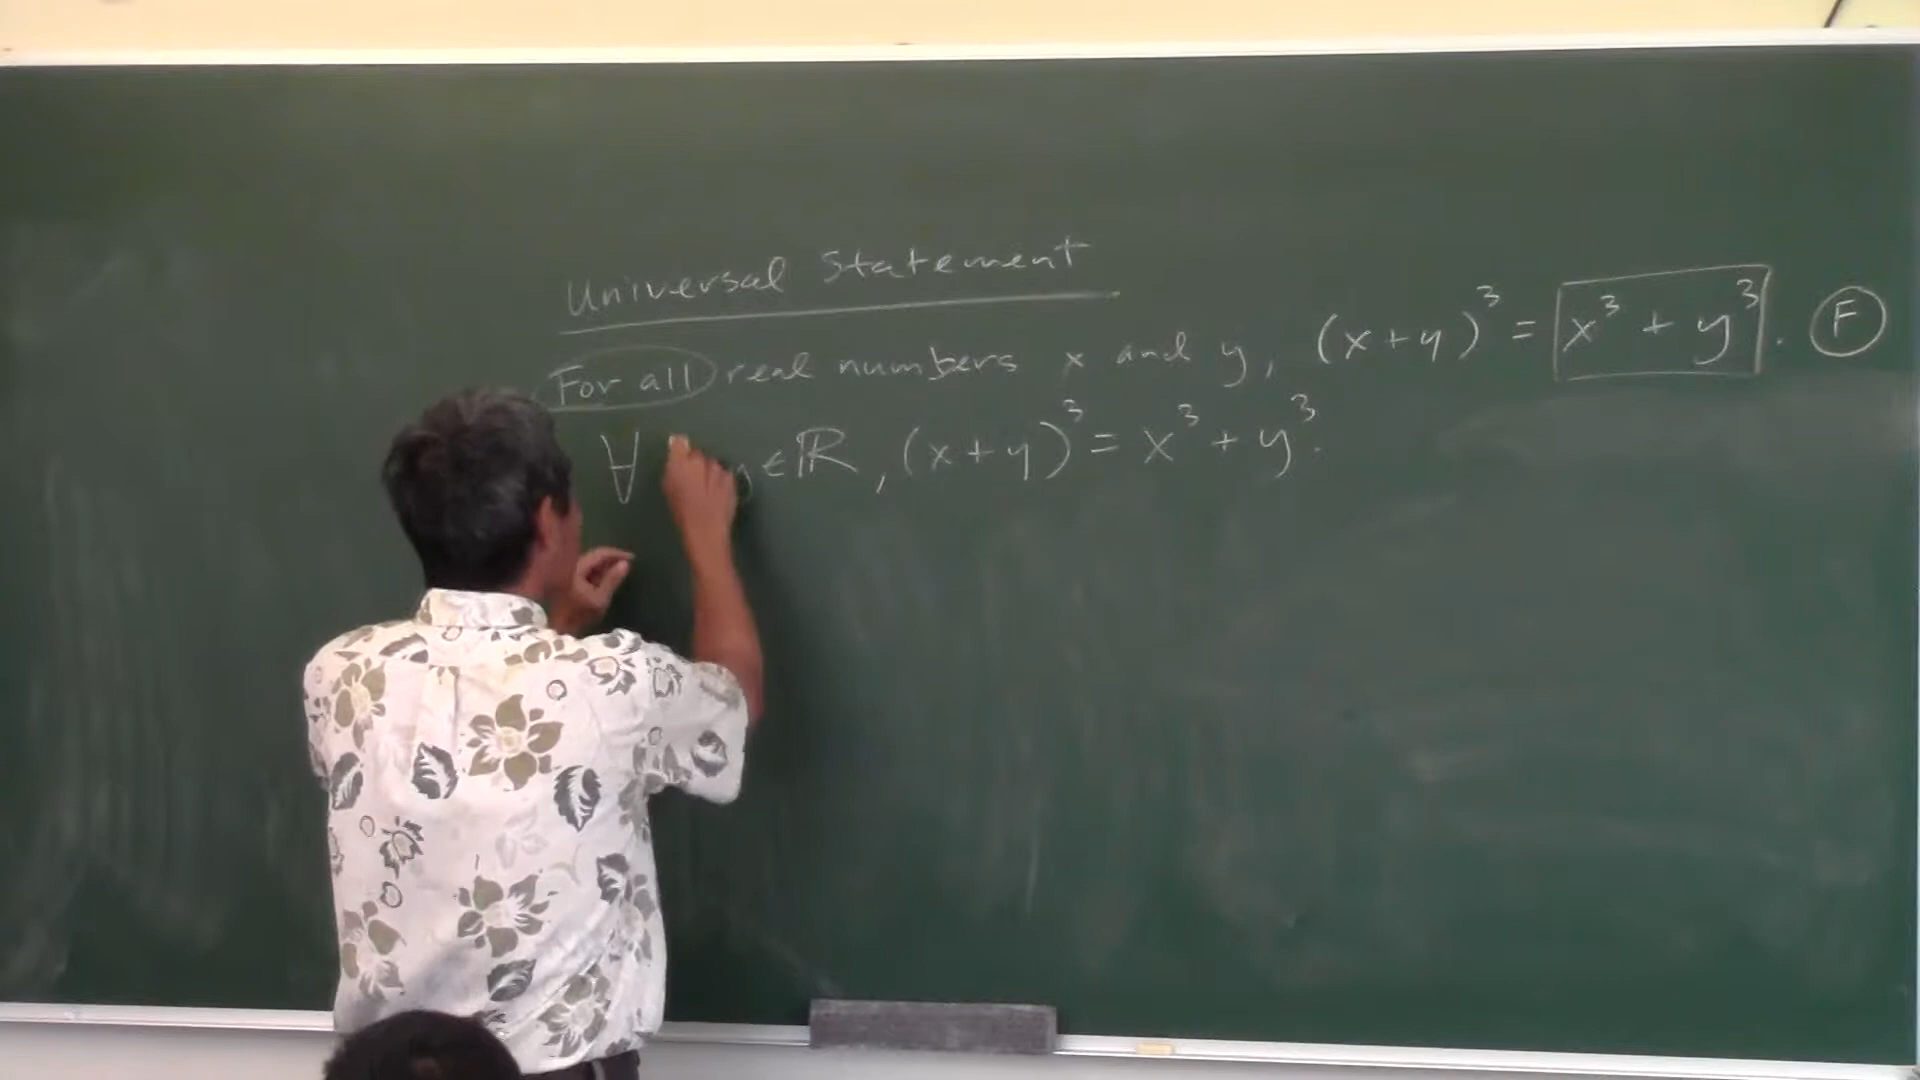 Universal Statement
For all real numbers x and y, (x+y)³ = x³ + y³. F
∀ y ∈ ℝ, (x+y)³ = x³ + y³.